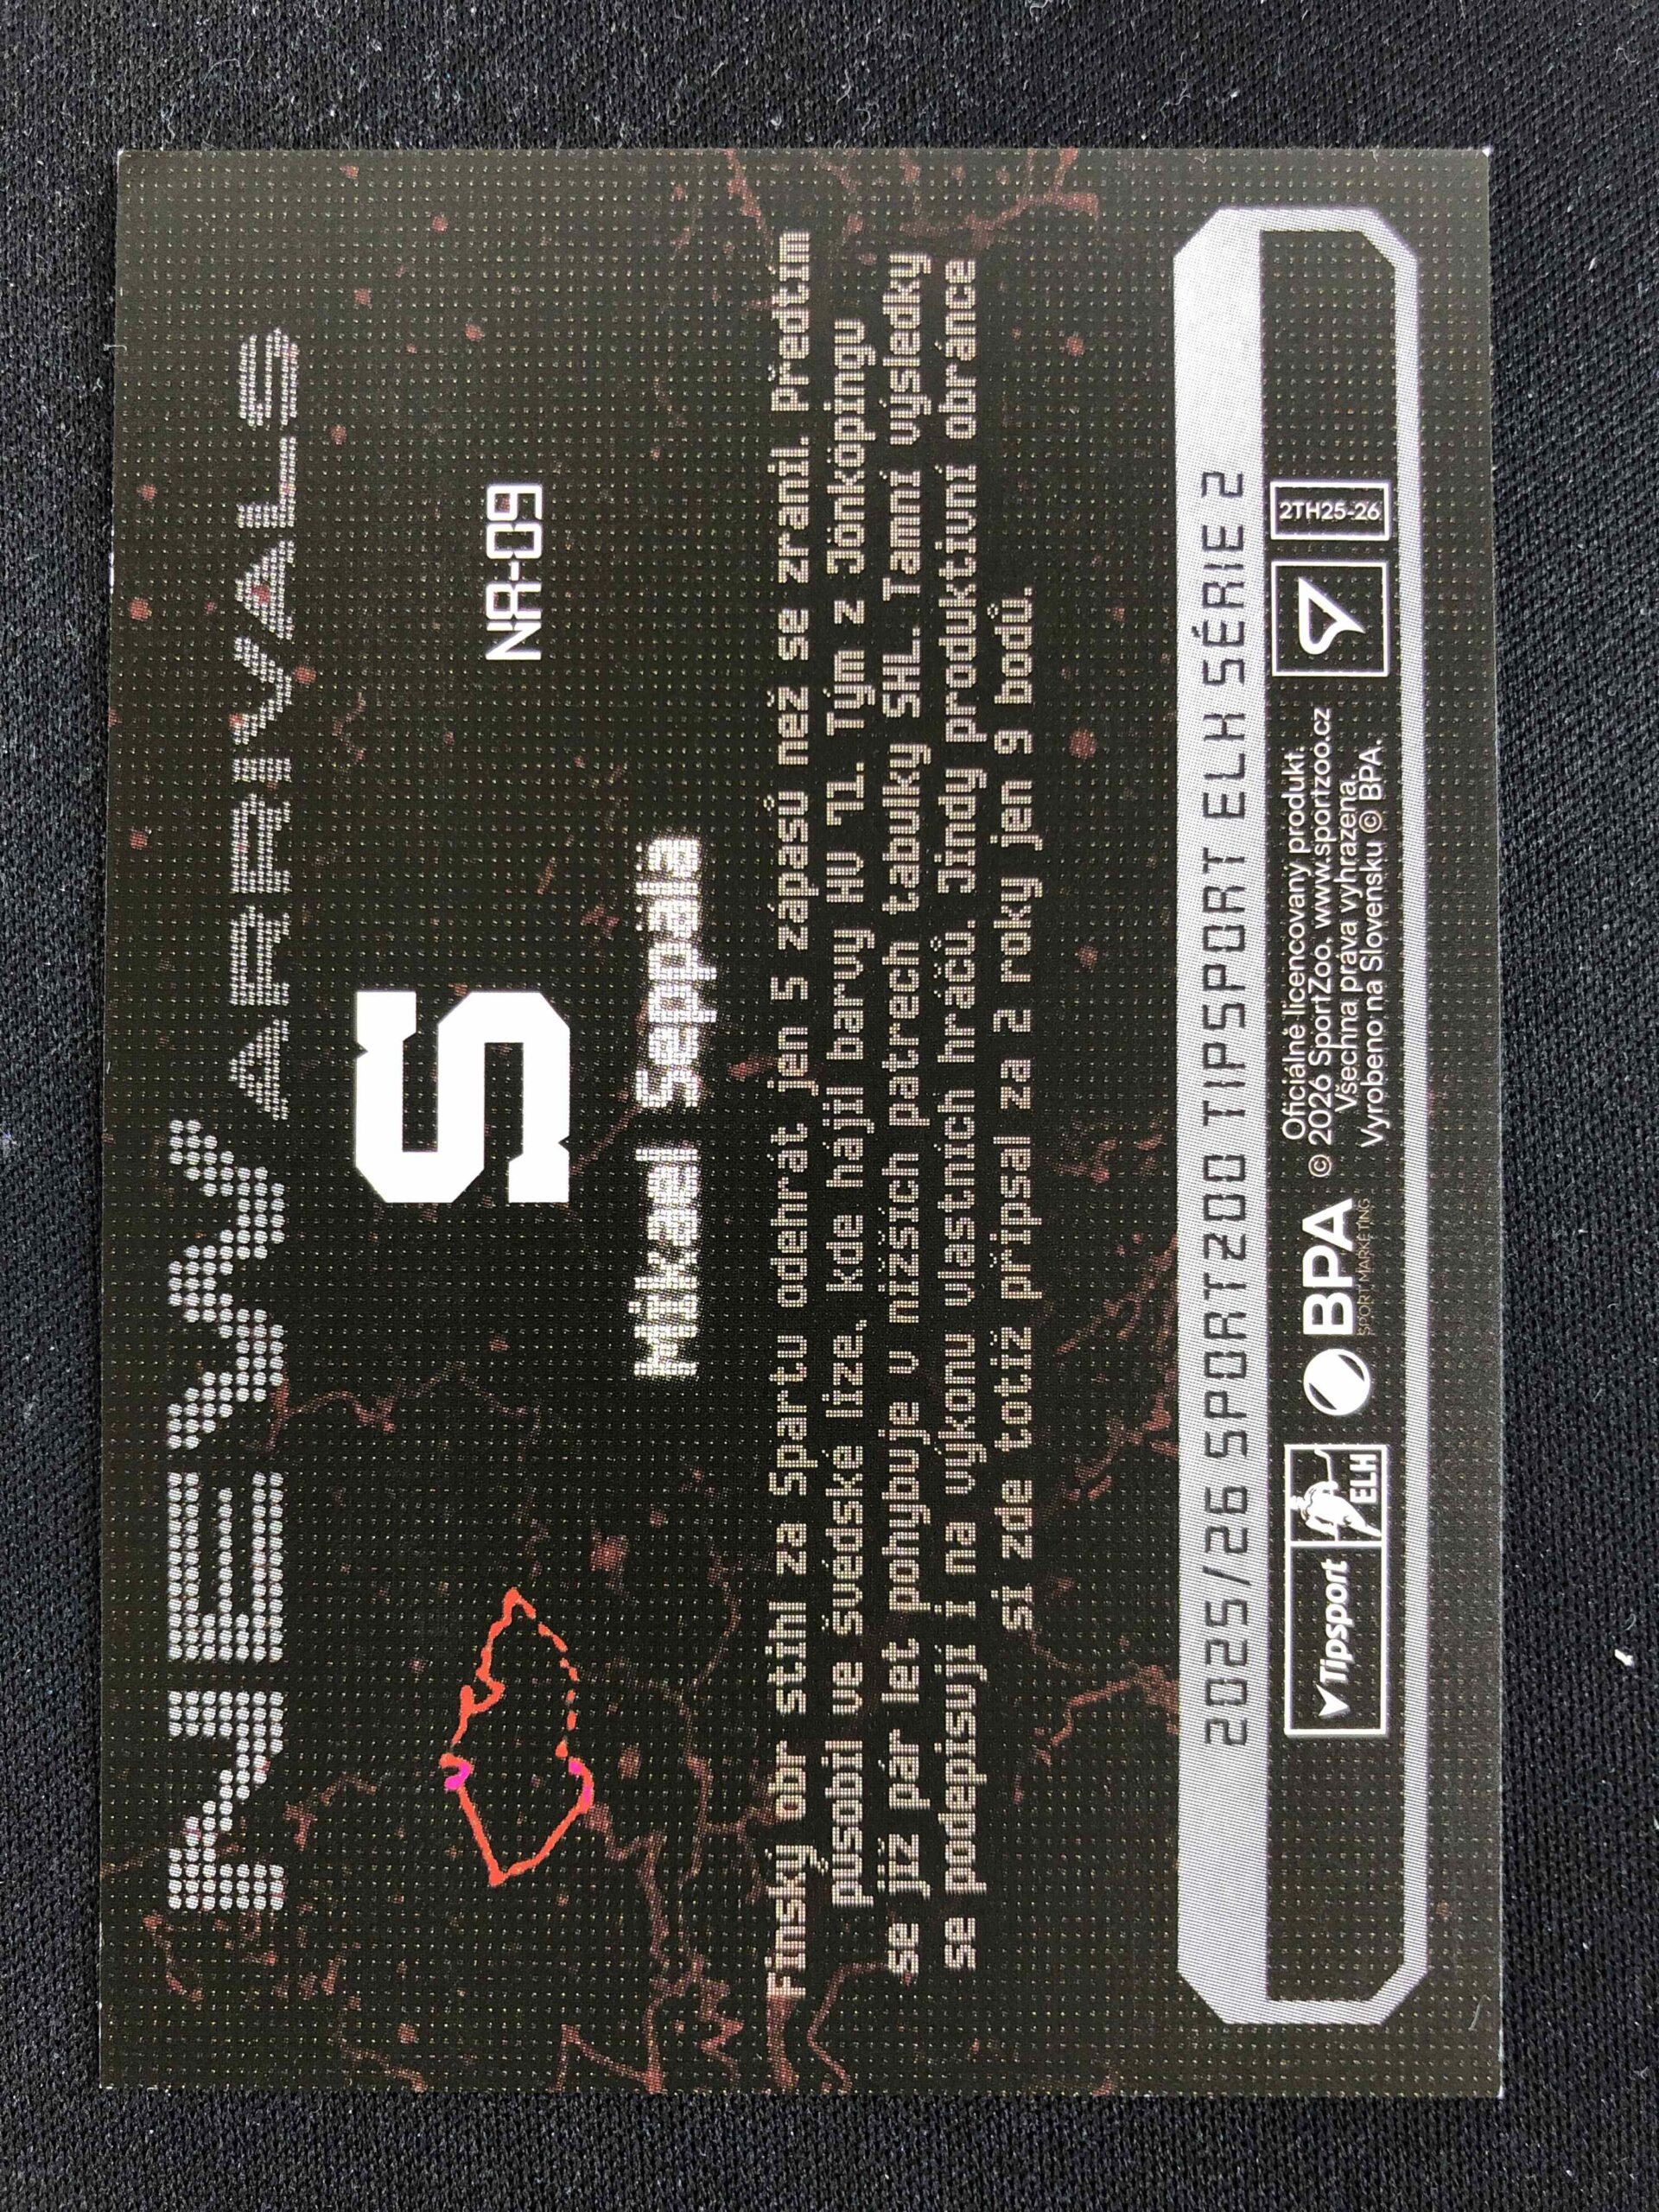 NEW ARRIVALS
S
NR-09
Mikael Seppälä
Finský obr stihl za Spartu odehrát jen 5 zápasů než se zranil. Předtím
působil ve švédské lize, kde hájil barvy HV 71. Tým z Jönköpingu
se již pár let pohybuje v nižších patrech tabulky SHL. Tamní výsledky
se podepisují i na výkonu vlastních hráčů. Jindy produktivní obránce
si zde totiž připsal za 2 roky jen 9 bodů.
2025/26 SPORTZOO TIPSPORT ELH SÉRIE 2
Tipsport
ELH
BPA
SPORT MARKETING
Oficiálně licencovaný produkt.
© 2026 SportZoo. www.sportzoo.cz
Všechna práva vyhrazena.
Vyrobeno na Slovensku © BPA.
2TH25-26